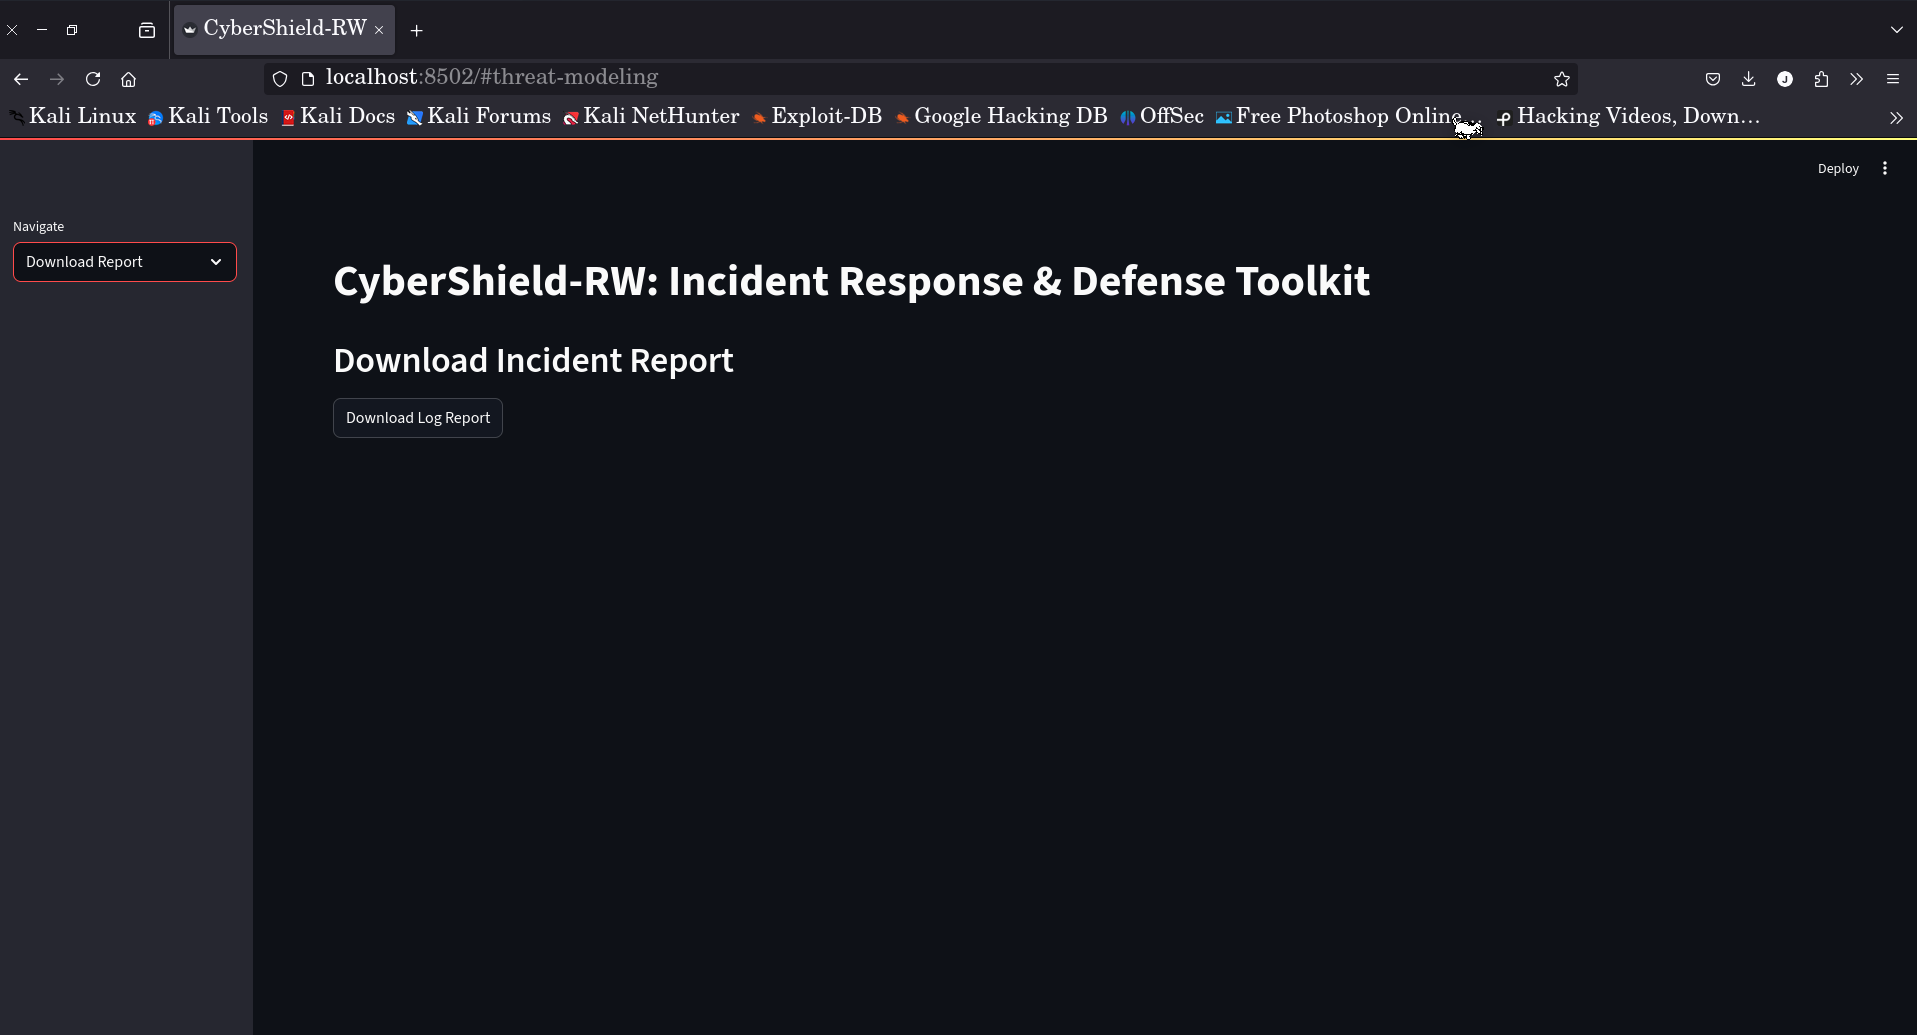 CyberShield-RW
localhost:8502/#threat-modeling
J
Kali Linux Kali Tools Kali Docs Kali Forums Kali NetHunter Exploit-DB Google Hacking DB OffSec Free Photoshop Online... Hacking Videos, Down...
Deploy
Navigate
Download Report
CyberShield-RW: Incident Response & Defense Toolkit
Download Incident Report
Download Log Report